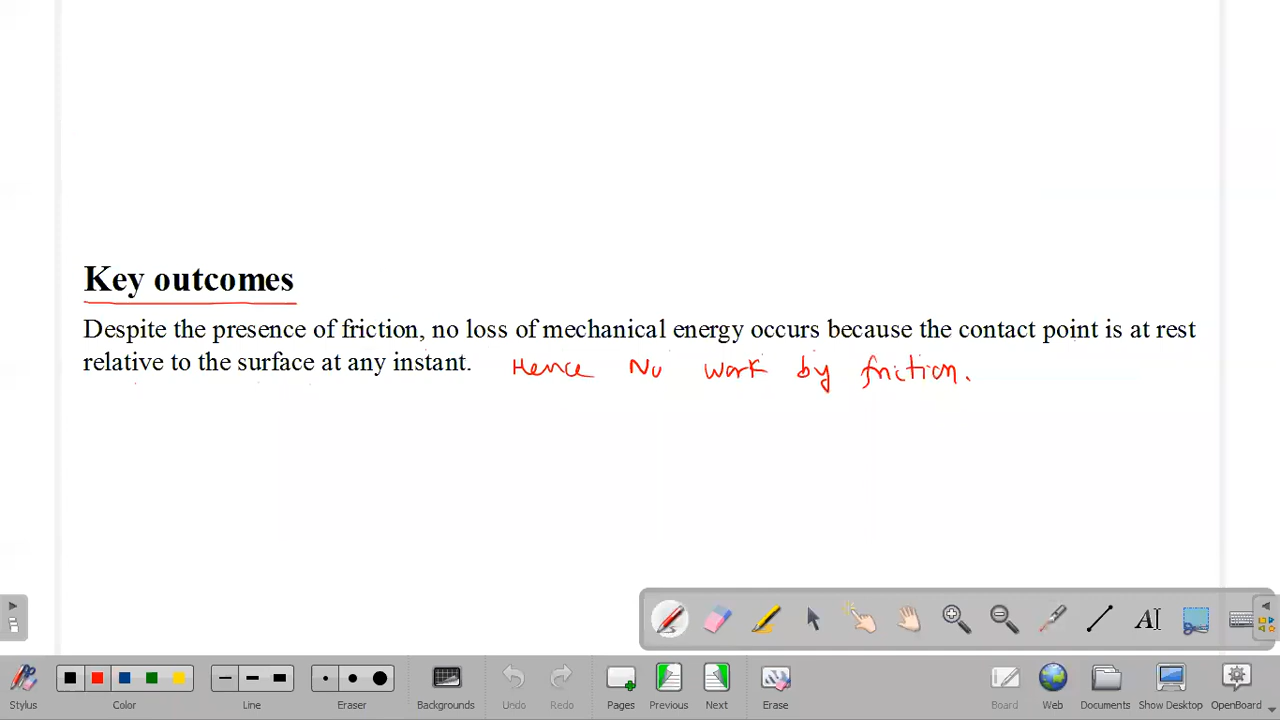 Key outcomes
Despite the presence of friction, no loss of mechanical energy occurs because the contact point is at rest
relative to the surface at any instant. Hence No work by friction.
Stylus Color Line Eraser Backgrounds Undo Redo Pages Previous Next Erase Board Web Documents Show Desktop OpenBoard